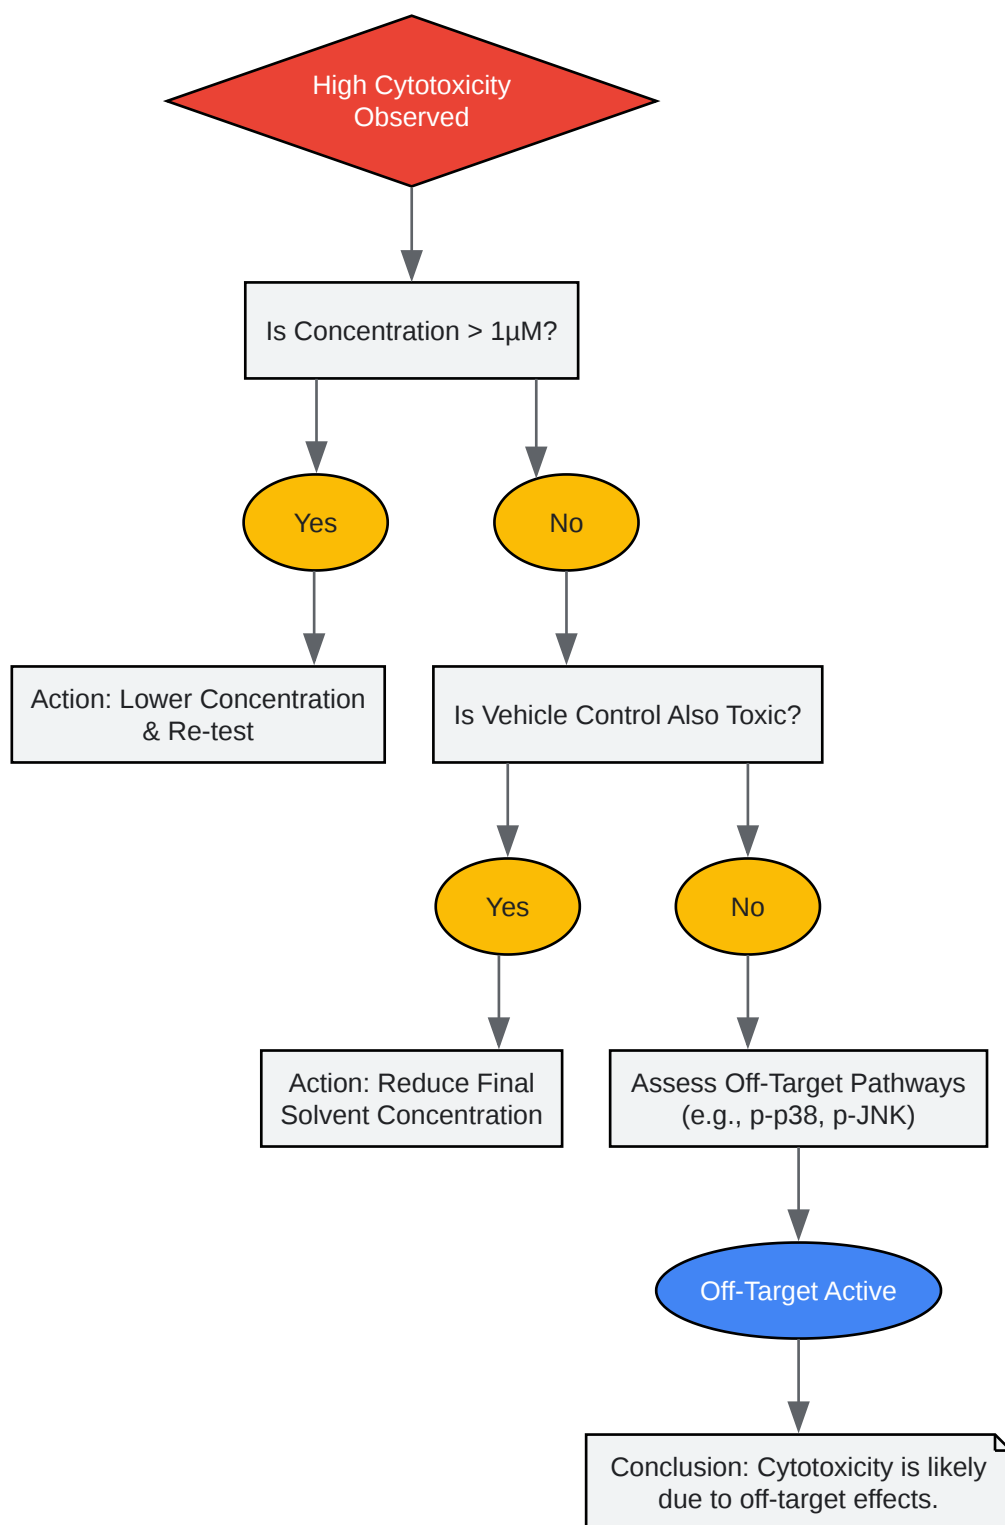 High Cytotoxicity
Observed
Is Concentration > 1µM?
Yes
No
Action: Lower Concentration
& Re-test
Is Vehicle Control Also Toxic?
Yes
No
Action: Reduce Final
Solvent Concentration
Assess Off-Target Pathways
(e.g., p-p38, p-JNK)
Off-Target Active
Conclusion: Cytotoxicity is likely
due to off-target effects.